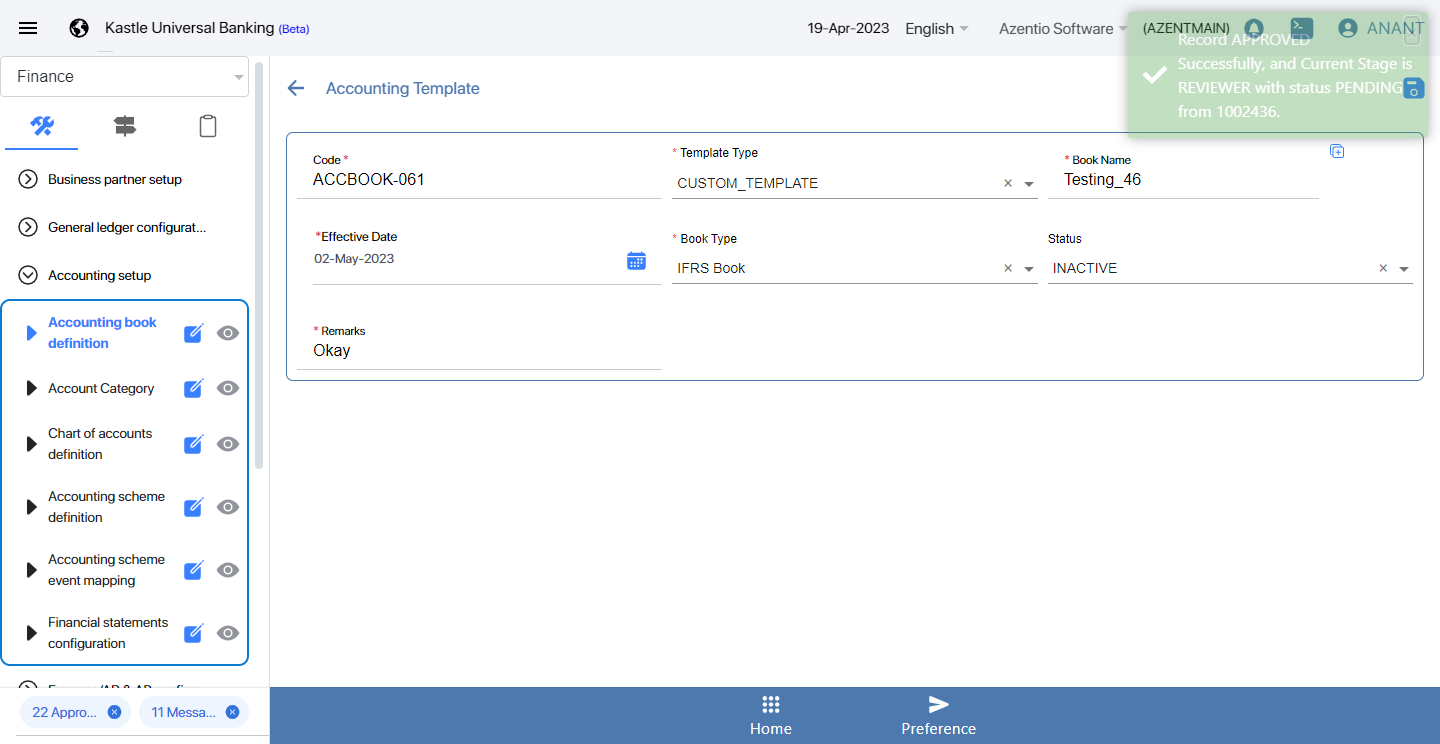 Kastle Universal Banking (Beta)
19-Apr-2023
English
Azentio Software
(AZENTMAIN)
ANANT
Record APPROVED
Successfully, and Current Stage is
REVIEWER with status PENDING
from 1002436.
Finance
Accounting Template
Business partner setup
General ledger configurat...
Accounting setup
Accounting book
definition
Account Category
Chart of accounts
definition
Accounting scheme
definition
Accounting scheme
event mapping
Financial statements
configuration
22 Appro...
11 Messa...
Code *
ACCBOOK-061
* Template Type
CUSTOM_TEMPLATE
* Book Name
Testing_46
*Effective Date
02-May-2023
* Book Type
IFRS Book
Status
INACTIVE
* Remarks
Okay
Home
Preference